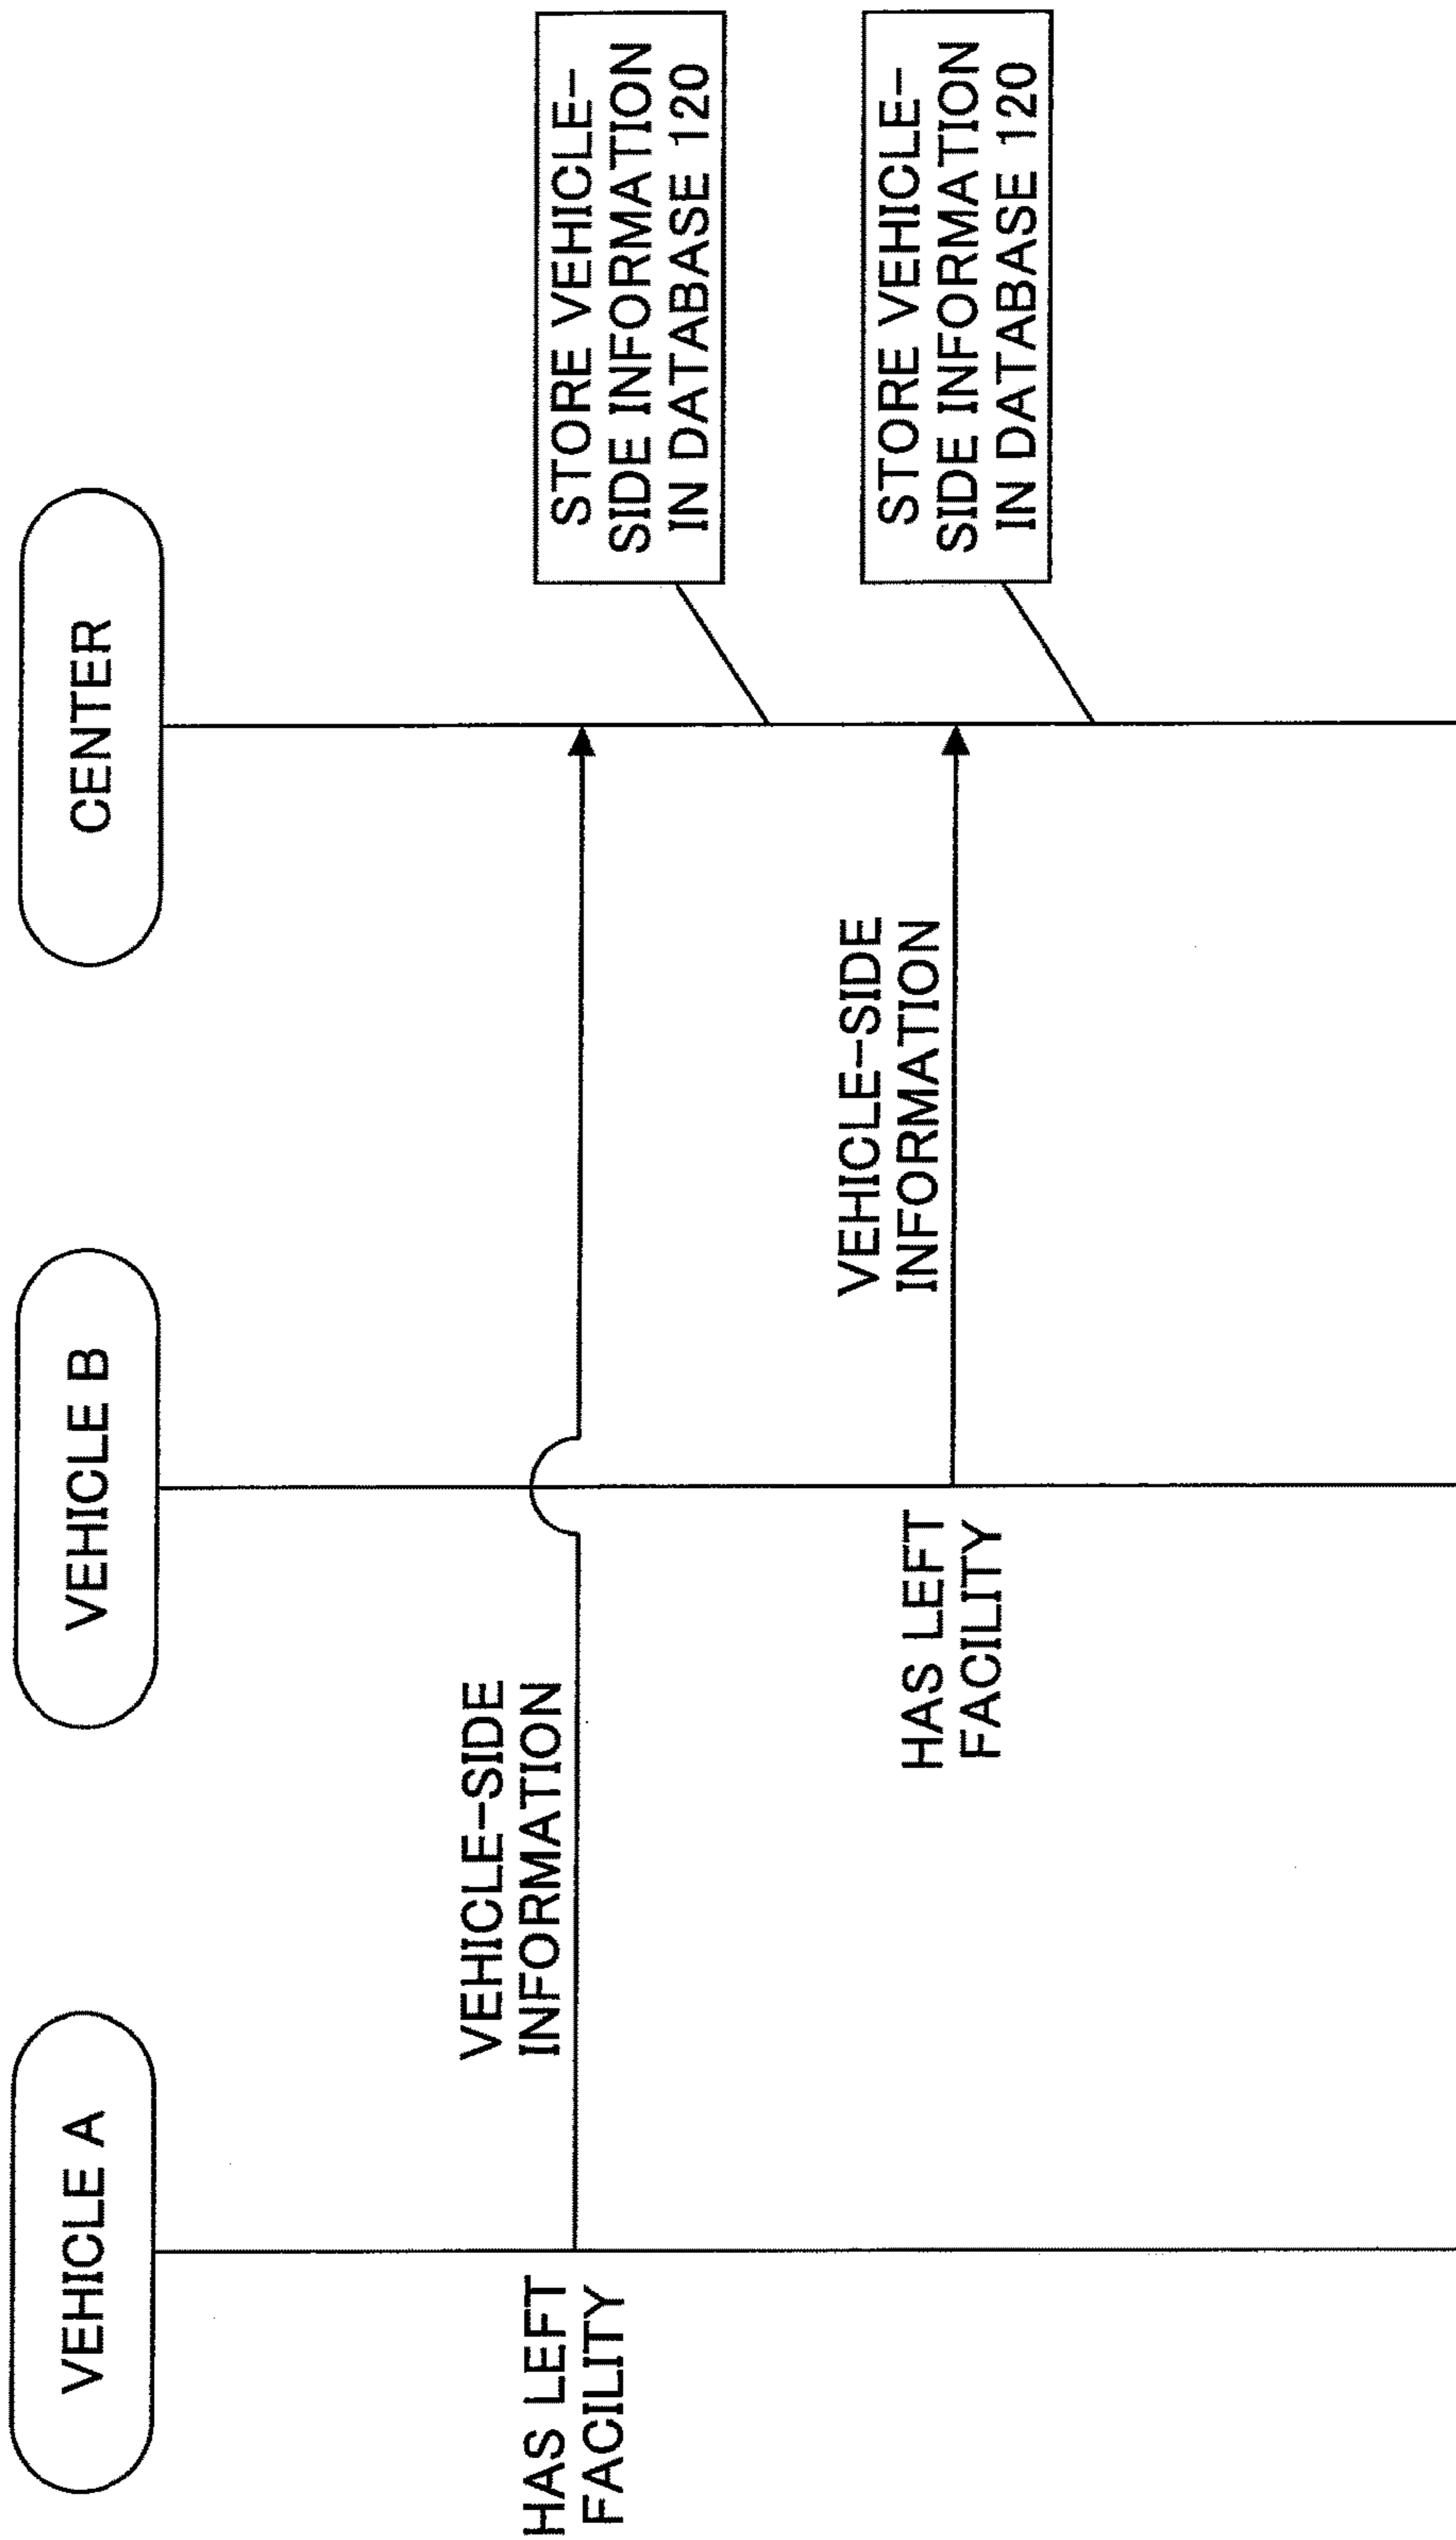 VEHICLE A
VEHICLE B
CENTER
HAS LEFT
FACILITY
VEHICLE-SIDE
INFORMATION
STORE VEHICLE-
SIDE INFORMATION
IN DATABASE 120
HAS LEFT
FACILITY
VEHICLE-SIDE
INFORMATION
STORE VEHICLE-
SIDE INFORMATION
IN DATABASE 120